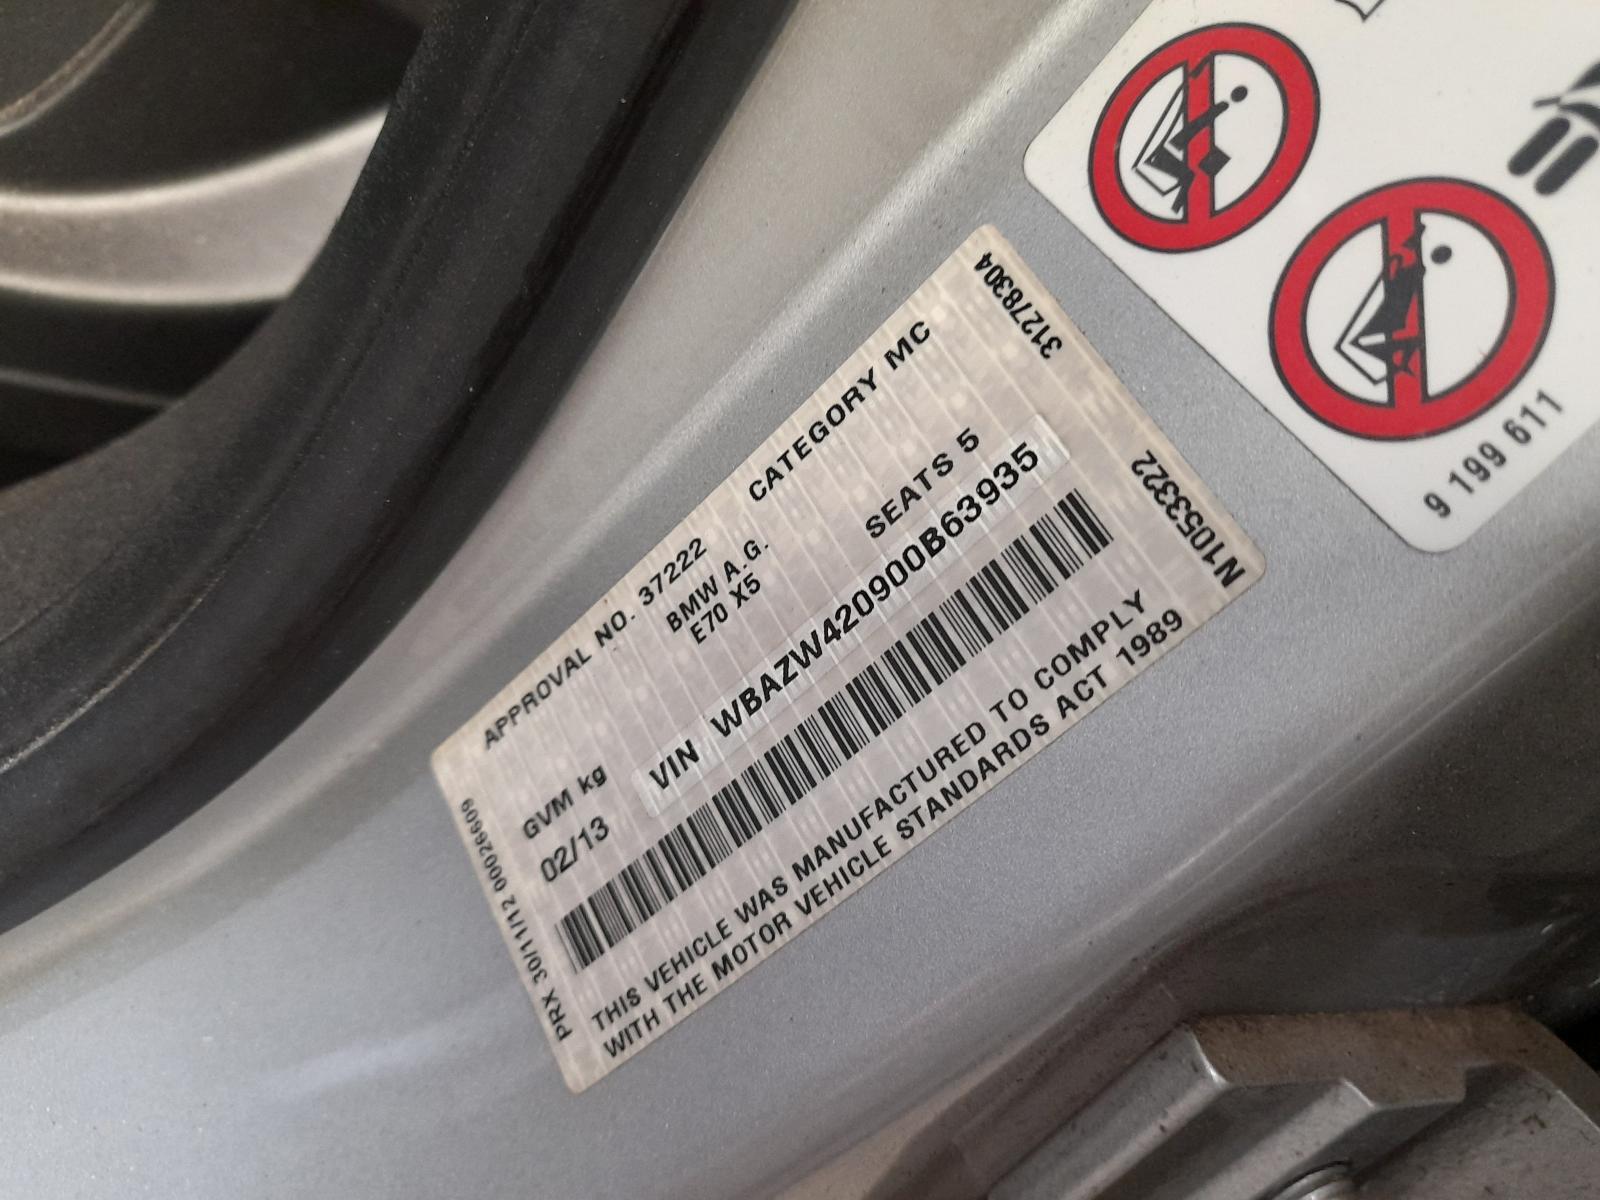 APPROVAL NO. 37222 CATEGORY MC
BMW A.G.
E70 X5
GVM kg SEATS 5
02/13 VIN WBAZW420900B63935
THIS VEHICLE WAS MANUFACTURED TO COMPLY
WITH THE MOTOR VEHICLE STANDARDS ACT 1989
PRX 30/11/12 00026609
31278304
N1053322
9 199 611